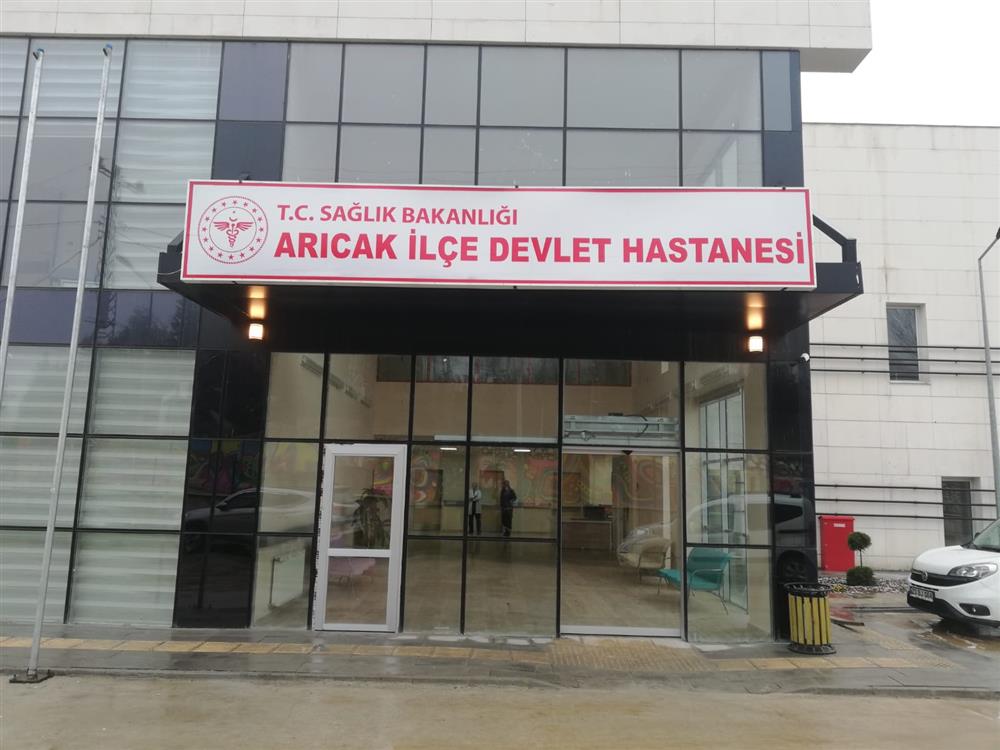 T.C. SAĞLIK BAKANLIĞI
ARICAK İLÇE DEVLET HASTANESİ